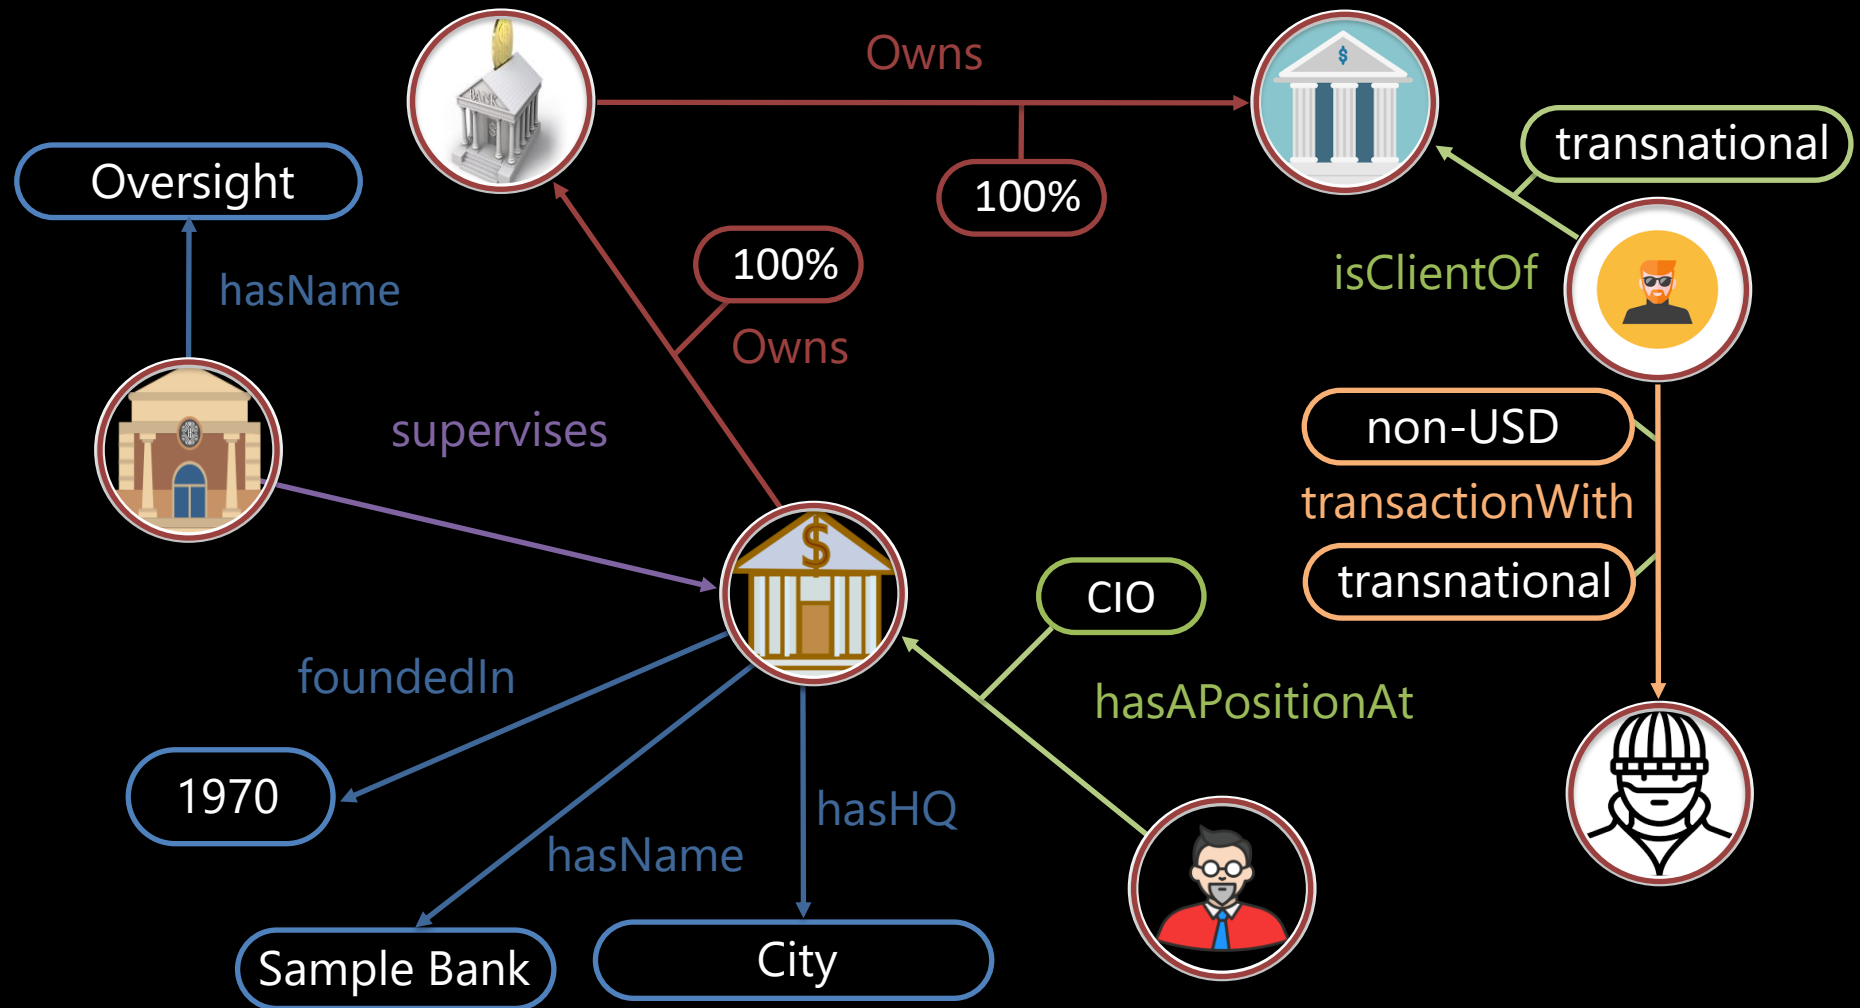 Owns
BANK
$
$
transnational
Oversight
100%
100%
isClientOf
hasName
Owns
non-USD
supervises
transactionWith
$
CIO
transnational
foundedIn
hasAPositionAt
1970
hasHQ
hasName
Sample Bank
City